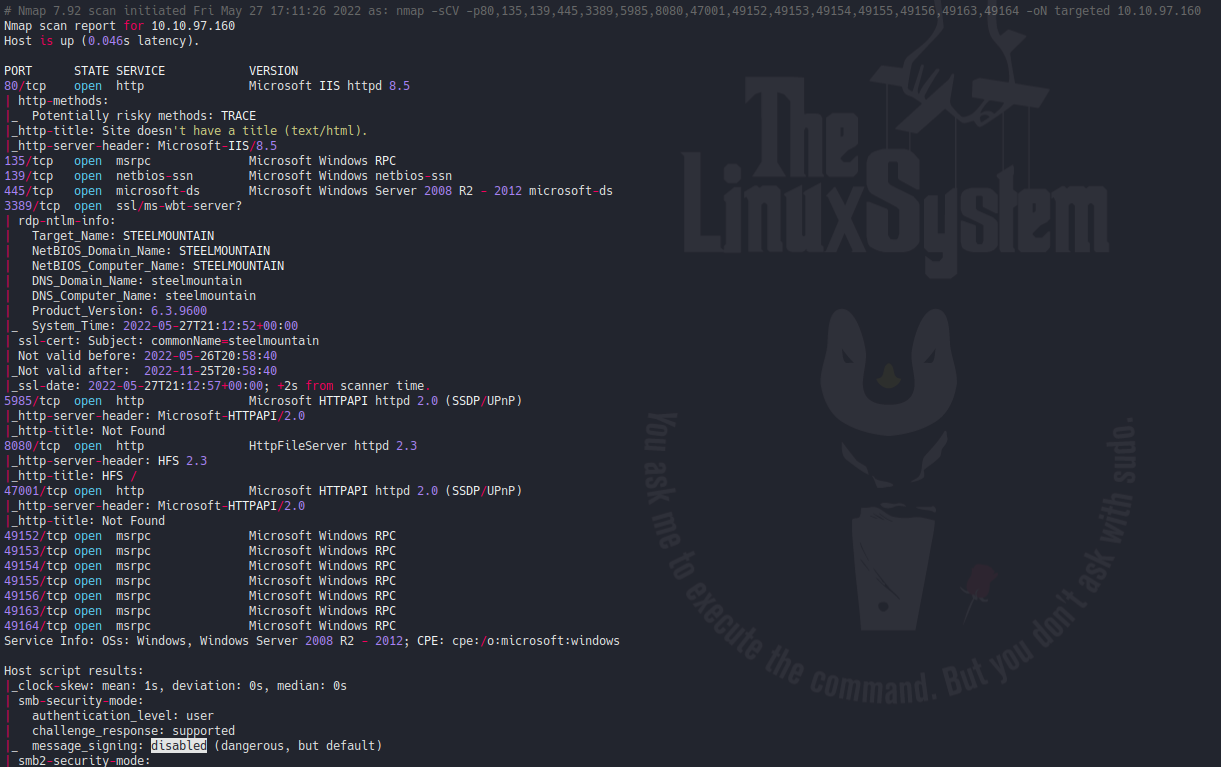 # Nmap 7.92 scan initiated Fri May 27 17:11:26 2022 as: nmap -sCV -p80,135,139,445,3389,5985,8080,47001,49152,49153,49154,49155,49156,49163,49164 -oN targeted 10.10.97.160
Nmap scan report for 10.10.97.160
Host is up (0.046s latency).
PORT      STATE SERVICE            VERSION
80/tcp    open  http               Microsoft IIS httpd 8.5
| http-methods:
|_  Potentially risky methods: TRACE
|_http-title: Site doesn't have a title (text/html).
|_http-server-header: Microsoft-IIS/8.5
135/tcp   open  msrpc              Microsoft Windows RPC
139/tcp   open  netbios-ssn        Microsoft Windows netbios-ssn
445/tcp   open  microsoft-ds       Microsoft Windows Server 2008 R2 - 2012 microsoft-ds
3389/tcp  open  ssl/ms-wbt-server?
| rdp-ntlm-info:
|   Target_Name: STEELMOUNTAIN
|   NetBIOS_Domain_Name: STEELMOUNTAIN
|   NetBIOS_Computer_Name: STEELMOUNTAIN
|   DNS_Domain_Name: steelmountain
|   DNS_Computer_Name: steelmountain
|   Product_Version: 6.3.9600
|_  System_Time: 2022-05-27T21:12:52+00:00
| ssl-cert: Subject: commonName=steelmountain
| Not valid before: 2022-05-26T20:58:40
|_Not valid after:  2022-11-25T20:58:40
|_ssl-date: 2022-05-27T21:12:57+00:00; +2s from scanner time.
5985/tcp  open  http               Microsoft HTTPAPI httpd 2.0 (SSDP/UPnP)
|_http-server-header: Microsoft-HTTPAPI/2.0
|_http-title: Not Found
8080/tcp  open  http               HttpFileServer httpd 2.3
|_http-server-header: HFS 2.3
|_http-title: HFS /
47001/tcp open  http               Microsoft HTTPAPI httpd 2.0 (SSDP/UPnP)
|_http-server-header: Microsoft-HTTPAPI/2.0
|_http-title: Not Found
49152/tcp open  msrpc              Microsoft Windows RPC
49153/tcp open  msrpc              Microsoft Windows RPC
49154/tcp open  msrpc              Microsoft Windows RPC
49155/tcp open  msrpc              Microsoft Windows RPC
49156/tcp open  msrpc              Microsoft Windows RPC
49163/tcp open  msrpc              Microsoft Windows RPC
49164/tcp open  msrpc              Microsoft Windows RPC
Service Info: OSs: Windows, Windows Server 2008 R2 - 2012; CPE: cpe:/o:microsoft:windows
Host script results:
|_clock-skew: mean: 1s, deviation: 0s, median: 0s
| smb-security-mode:
|   authentication_level: user
|   challenge_response: supported
|_  message_signing: disabled (dangerous, but default)
| smb2-security-mode:
The
LinuxSystem
You ask me to execute the command. But you don't ask with sudo.